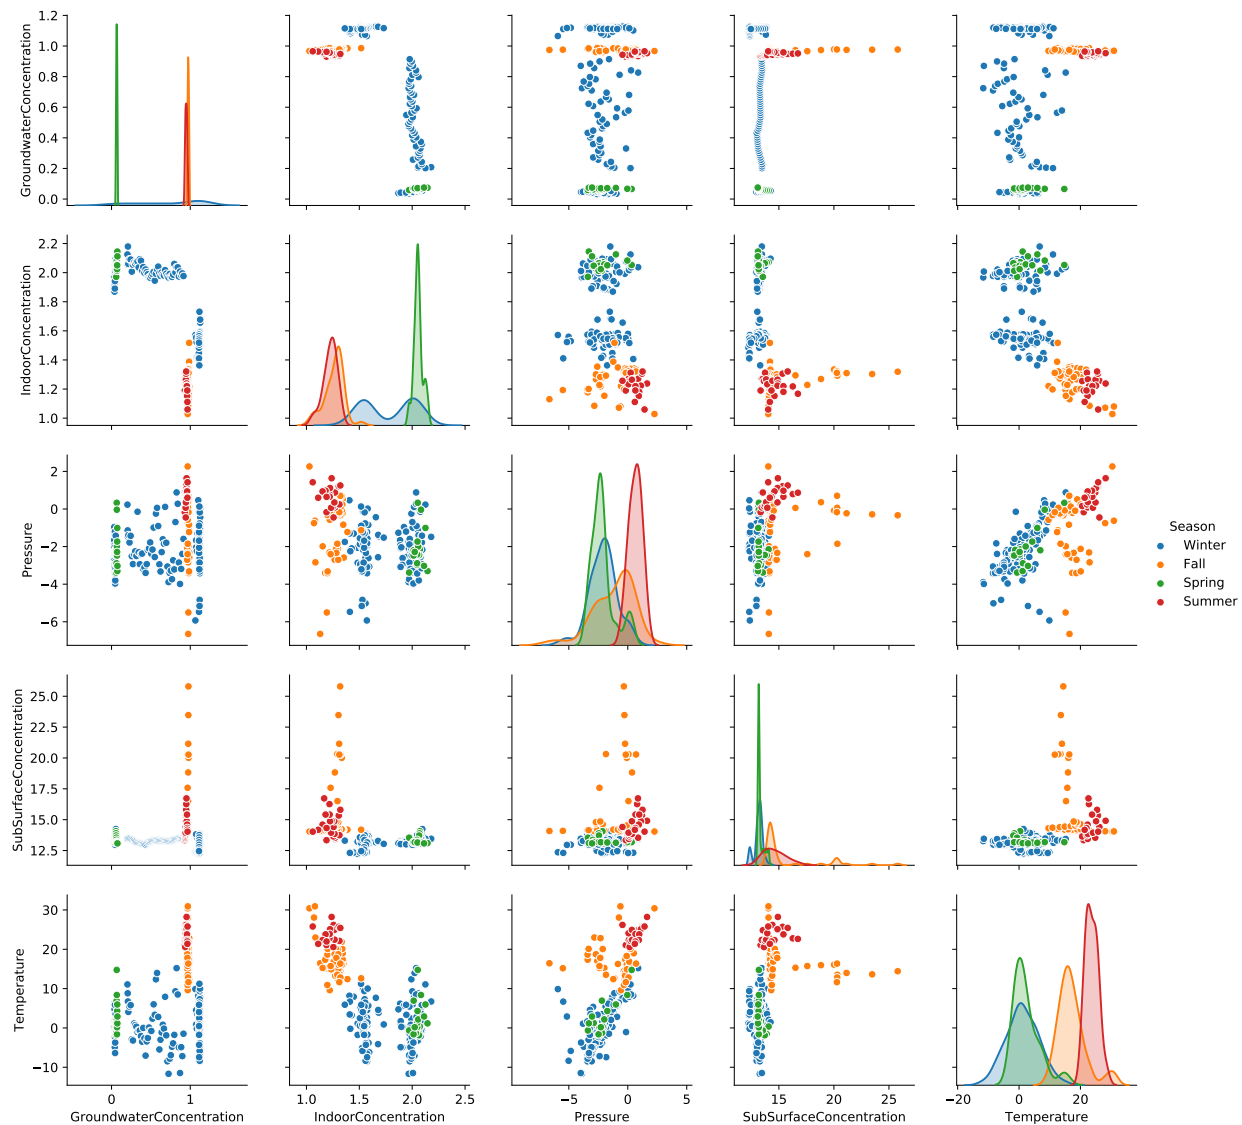 1.2
1.0
0.8
0.6
0.4
0.2
0.0
GroundwaterConcentration
2.2
2.0
1.8
1.6
1.4
1.2
1.0
IndoorConcentration
2
0
−2
−4
−6
Pressure
Season
Winter
Fall
Spring
Summer
25.0
22.5
20.0
17.5
15.0
12.5
SubSurfaceConcentration
30
20
10
0
−10
Temperature
0 1
1.0 1.5 2.0 2.5
−5 0 5
15 20 25
−20 0 20
GroundwaterConcentration
IndoorConcentration
Pressure
SubSurfaceConcentration
Temperature